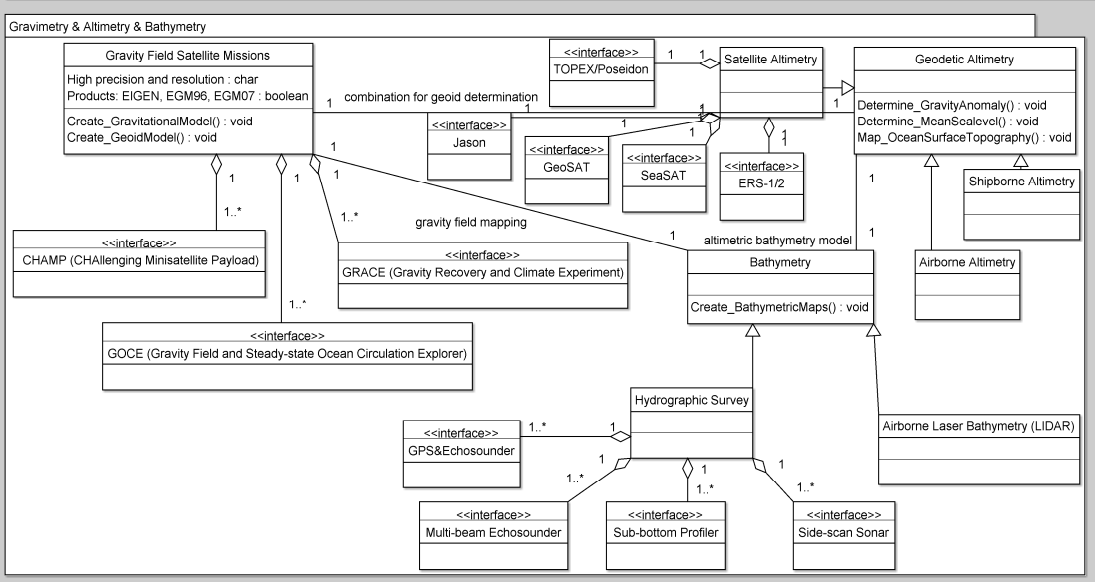 Gravimetry & Altimetry & Bathymetry
Gravity Field Satellite Missions
High precision and resolution : char
Products: EIGEN, EGM96, EGM07 : boolean
Create_GravitationalModel() : void
Create_GeoidModel() : void
<<interface>>
TOPEX/Poseidon
1
1
Satellite Altimetry
Geodetic Altimetry
Determine_GravityAnomaly() : void
Determine_MeanSealevel() : void
Map_OceanSurfaceTopography() : void
1
combination for geoid determination
1
1
1
<<interface>>
Jason
1
1
<<interface>>
GeoSAT
<<interface>>
SeaSAT
1
1
<<interface>>
ERS-1/2
Shipborne Altimetry
Airborne Altimetry
1
1
1
1
1
1..*
1..*
1..*
gravity field mapping
1
1
altimetric bathymetry model
<<interface>>
CHAMP (CHAllenging Minisatellite Payload)
<<interface>>
GRACE (Gravity Recovery and Climate Experiment)
<<interface>>
GOCE (Gravity Field and Steady-state Ocean Circulation Explorer)
Bathymetry
Create_BathymetricMaps() : void
Hydrographic Survey
Airborne Laser Bathymetry (LIDAR)
<<interface>>
GPS&Echosounder
1..*
1
1
1..*
1
1..*
1
1..*
<<interface>>
Multi-beam Echosounder
<<interface>>
Sub-bottom Profiler
<<interface>>
Side-scan Sonar